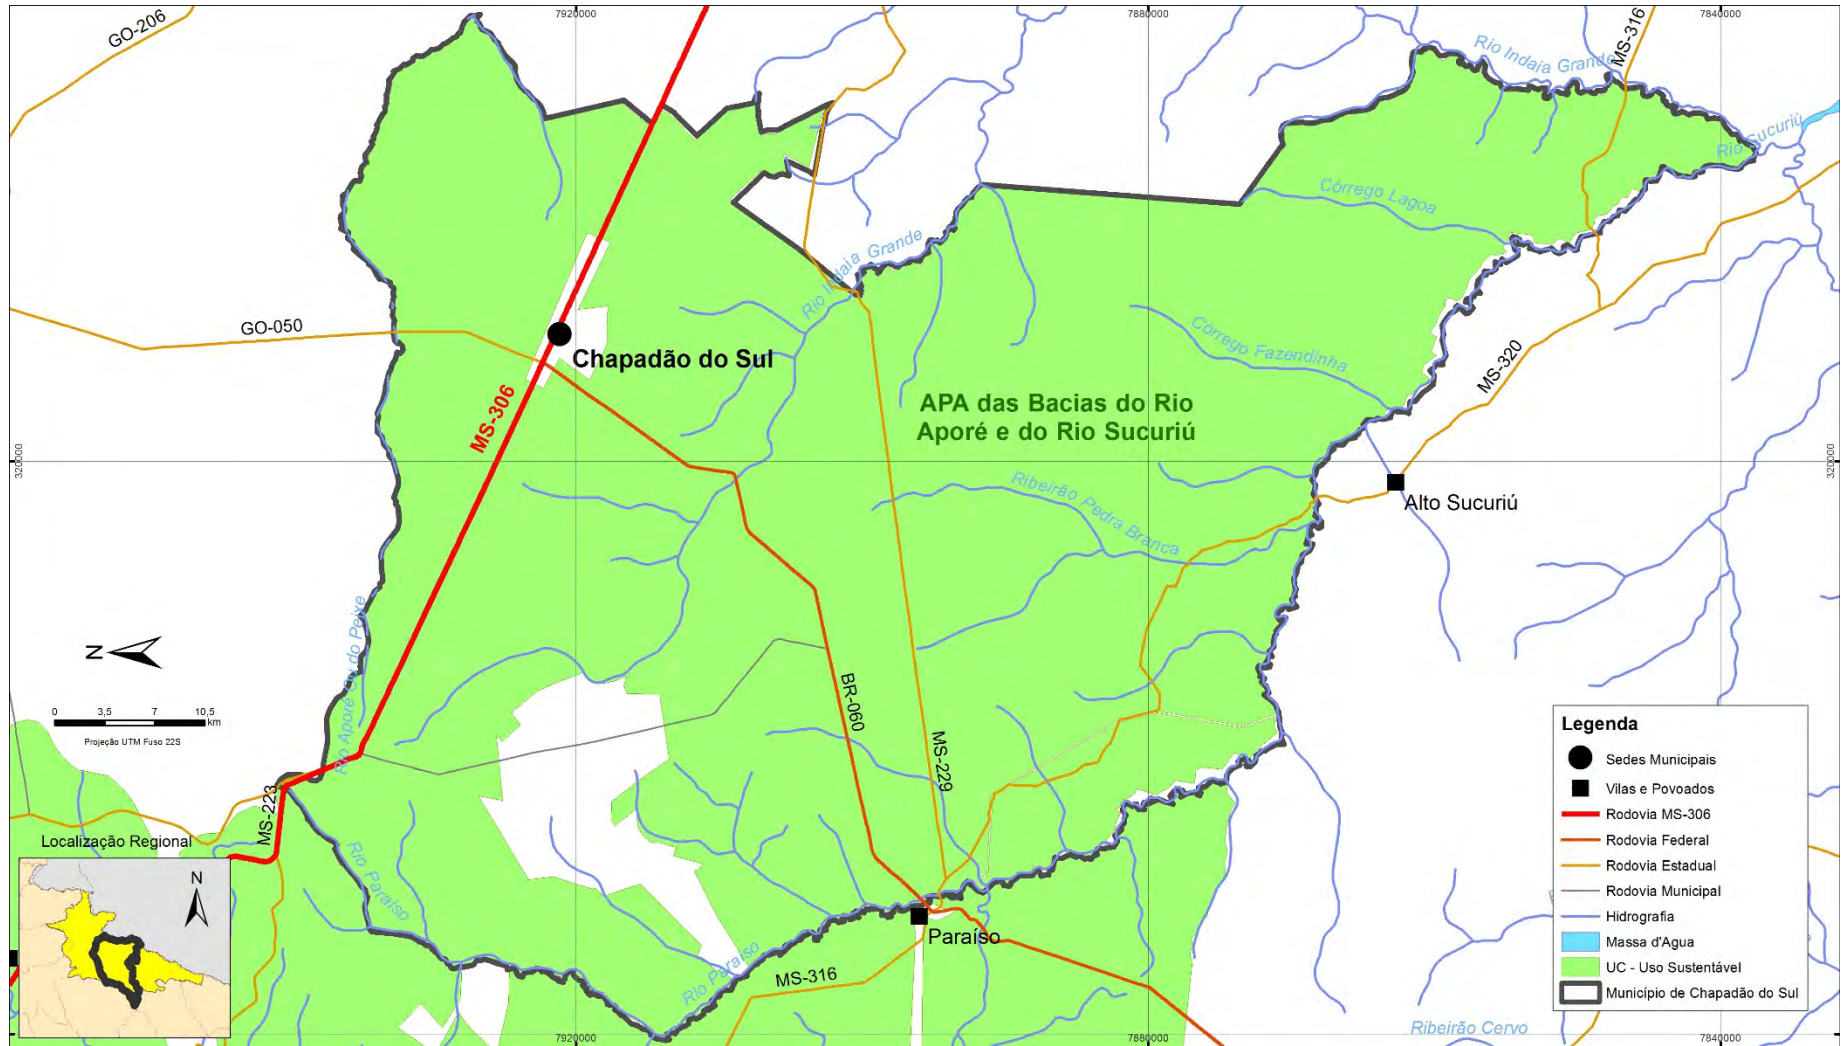 7920000
7880000
7840000
GO-206
MS-316
Rio Indaia Grande
Rio Sucuriú
Córrego Lagoa
Rio Indaia Grande
GO-050
Chapadão do Sul
MS-306
Córrego Fazendinha
MS-320
APA das Bacias do Rio
Aporé e do Rio Sucuriú
320000
320000
Ribeirão Pedra Branca
Alto Sucuriú
Rio Aporé Ou do Peixe
N
0 3,5 7 10,5
km
Projeção UTM Fuso 22S
BR-060
MS-229
MS-223
Localização Regional
N
Rio Paraíso
Rio Paraíso
Paraíso
MS-316
Legenda
Sedes Municipais
Vilas e Povoados
Rodovia MS-306
Rodovia Federal
Rodovia Estadual
Rodovia Municipal
Hidrografia
Massa d'Agua
UC - Uso Sustentável
Município de Chapadão do Sul
Ribeirão Cervo
7920000
7880000
7840000